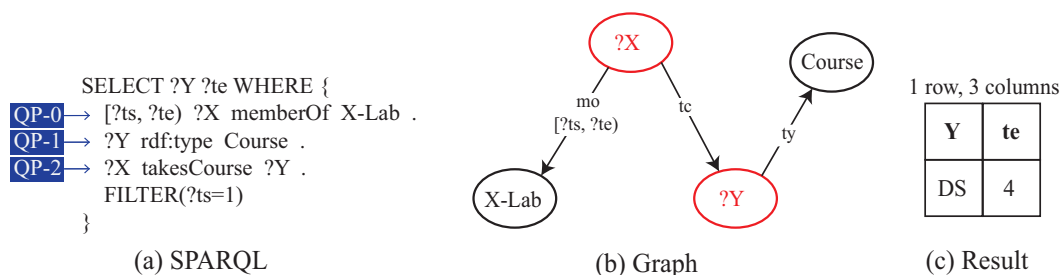 SELECT ?Y ?te WHERE {
QP-0 [?ts, ?te) ?X memberOf X-Lab .
QP-1 ?Y rdf:type Course .
QP-2 ?X takesCourse ?Y .
FILTER(?ts=1)
}
(a) SPARQL
?X
Course
mo
[?ts, ?te)
tc
ty
X-Lab
?Y
(b) Graph
1 row, 3 columns
Y te
DS 4
(c) Result